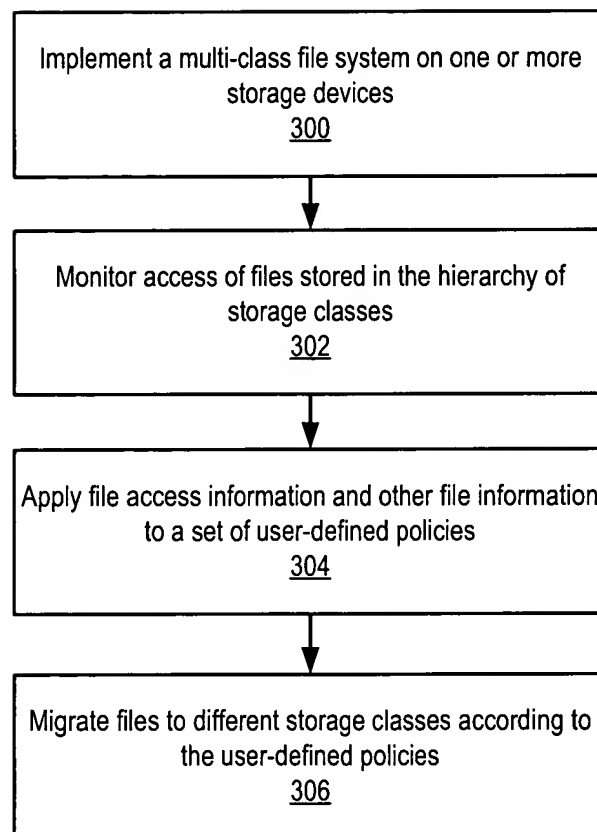 Implement a multi-class file system on one or more
storage devices
300
Monitor access of files stored in the hierarchy of
storage classes
302
Apply file access information and other file information
to a set of user-defined policies
304
Migrate files to different storage classes according to
the user-defined policies
306